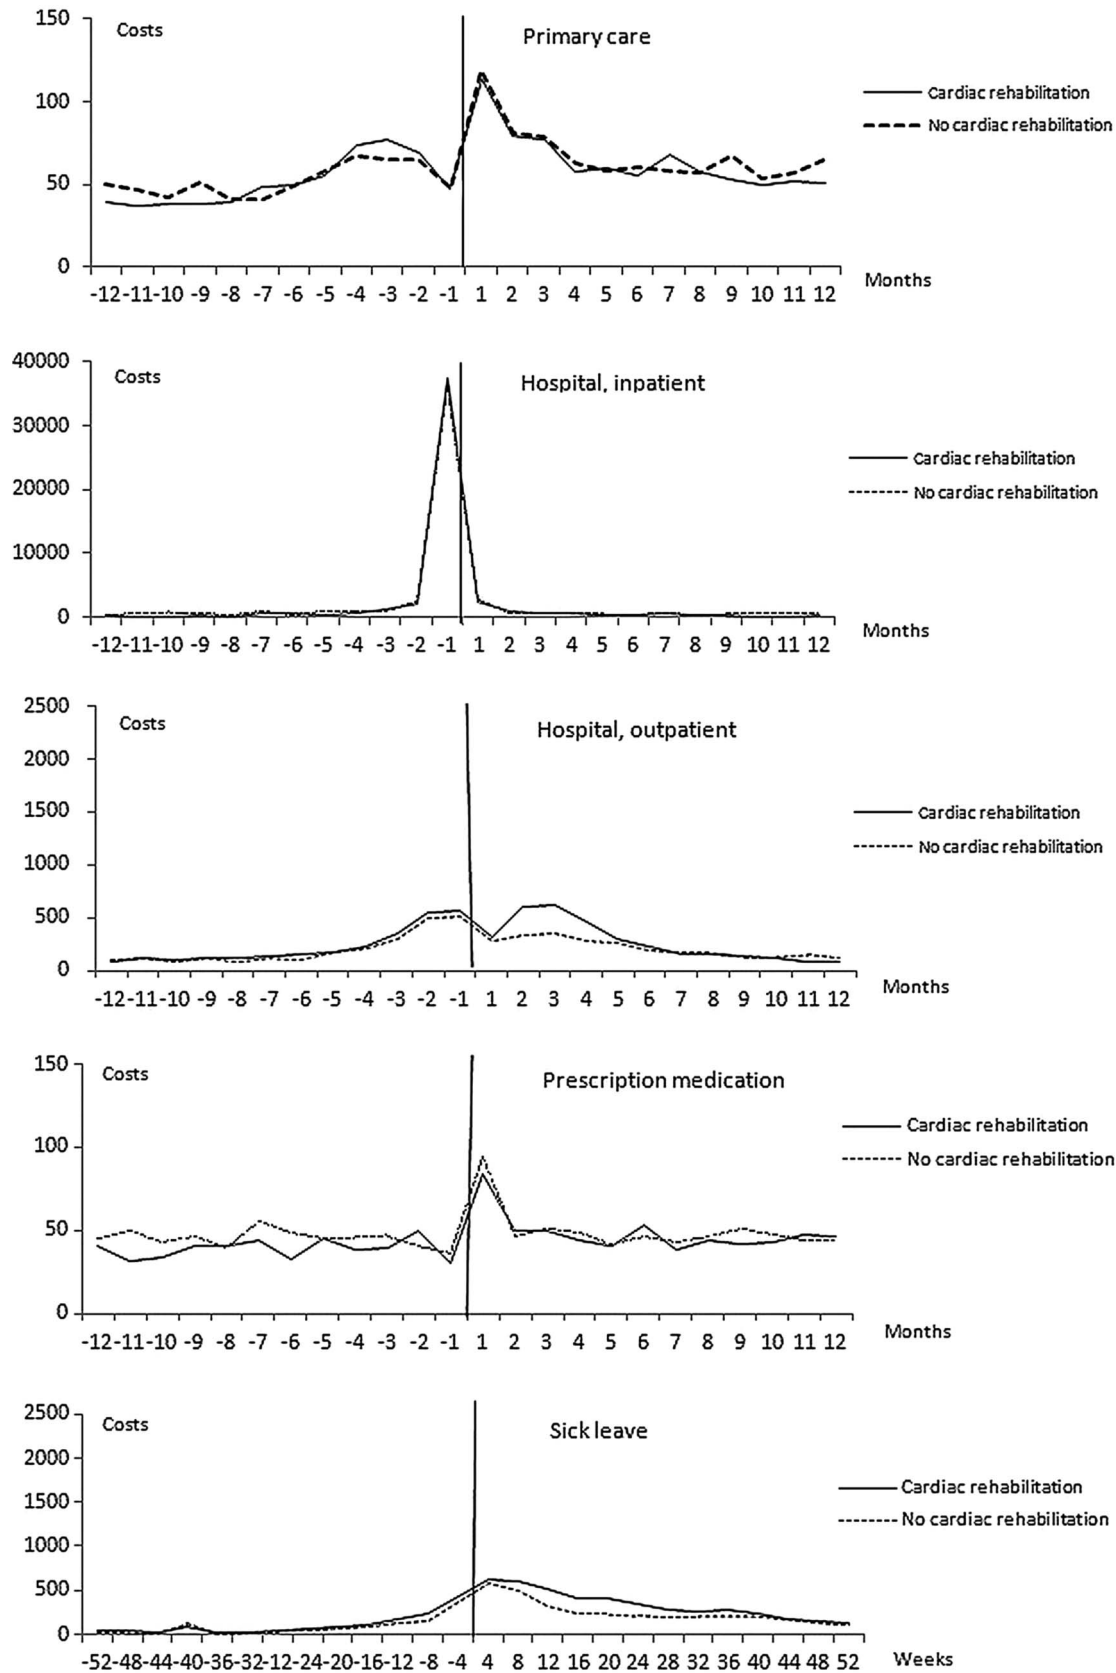 150
Costs
Primary care
100
Cardiac rehabilitation
No cardiac rehabilitation
50
0
-12 -11 -10 -9 -8 -7 -6 -5 -4 -3 -2 -1 1 2 3 4 5 6 7 8 9 10 11 12
Months
40000
Costs
Hospital, inpatient
30000
Cardiac rehabilitation
No cardiac rehabilitation
20000
10000
0
-12 -11 -10 -9 -8 -7 -6 -5 -4 -3 -2 -1 1 2 3 4 5 6 7 8 9 10 11 12
Months
2500
Costs
Hospital, outpatient
2000
1500
Cardiac rehabilitation
No cardiac rehabilitation
1000
500
0
-12 -11 -10 -9 -8 -7 -6 -5 -4 -3 -2 -1 1 2 3 4 5 6 7 8 9 10 11 12
Months
150
Costs
Prescription medication
100
Cardiac rehabilitation
No cardiac rehabilitation
50
0
-12 -11 -10 -9 -8 -7 -6 -5 -4 -3 -2 -1 1 2 3 4 5 6 7 8 9 10 11 12
Months
2500
Costs
Sick leave
2000
1500
Cardiac rehabilitation
No cardiac rehabilitation
1000
500
0
-52 -48 -44 -40 -36 -32 -12 -24 -20 -16 -12 -8 -4 4 8 12 16 20 24 28 32 36 40 44 48 52
Weeks